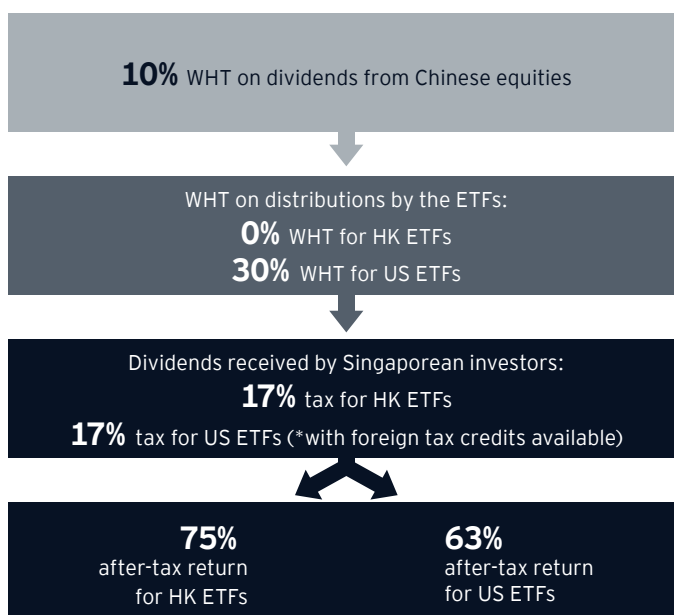 10% WHT on dividends from Chinese equities
WHT on distributions by the ETFs:
0% WHT for HK ETFs
30% WHT for US ETFs
Dividends received by Singaporean investors:
17% tax for HK ETFs
17% tax for US ETFs (*with foreign tax credits available)
75%
after-tax return
for HK ETFs
63%
after-tax return
for US ETFs